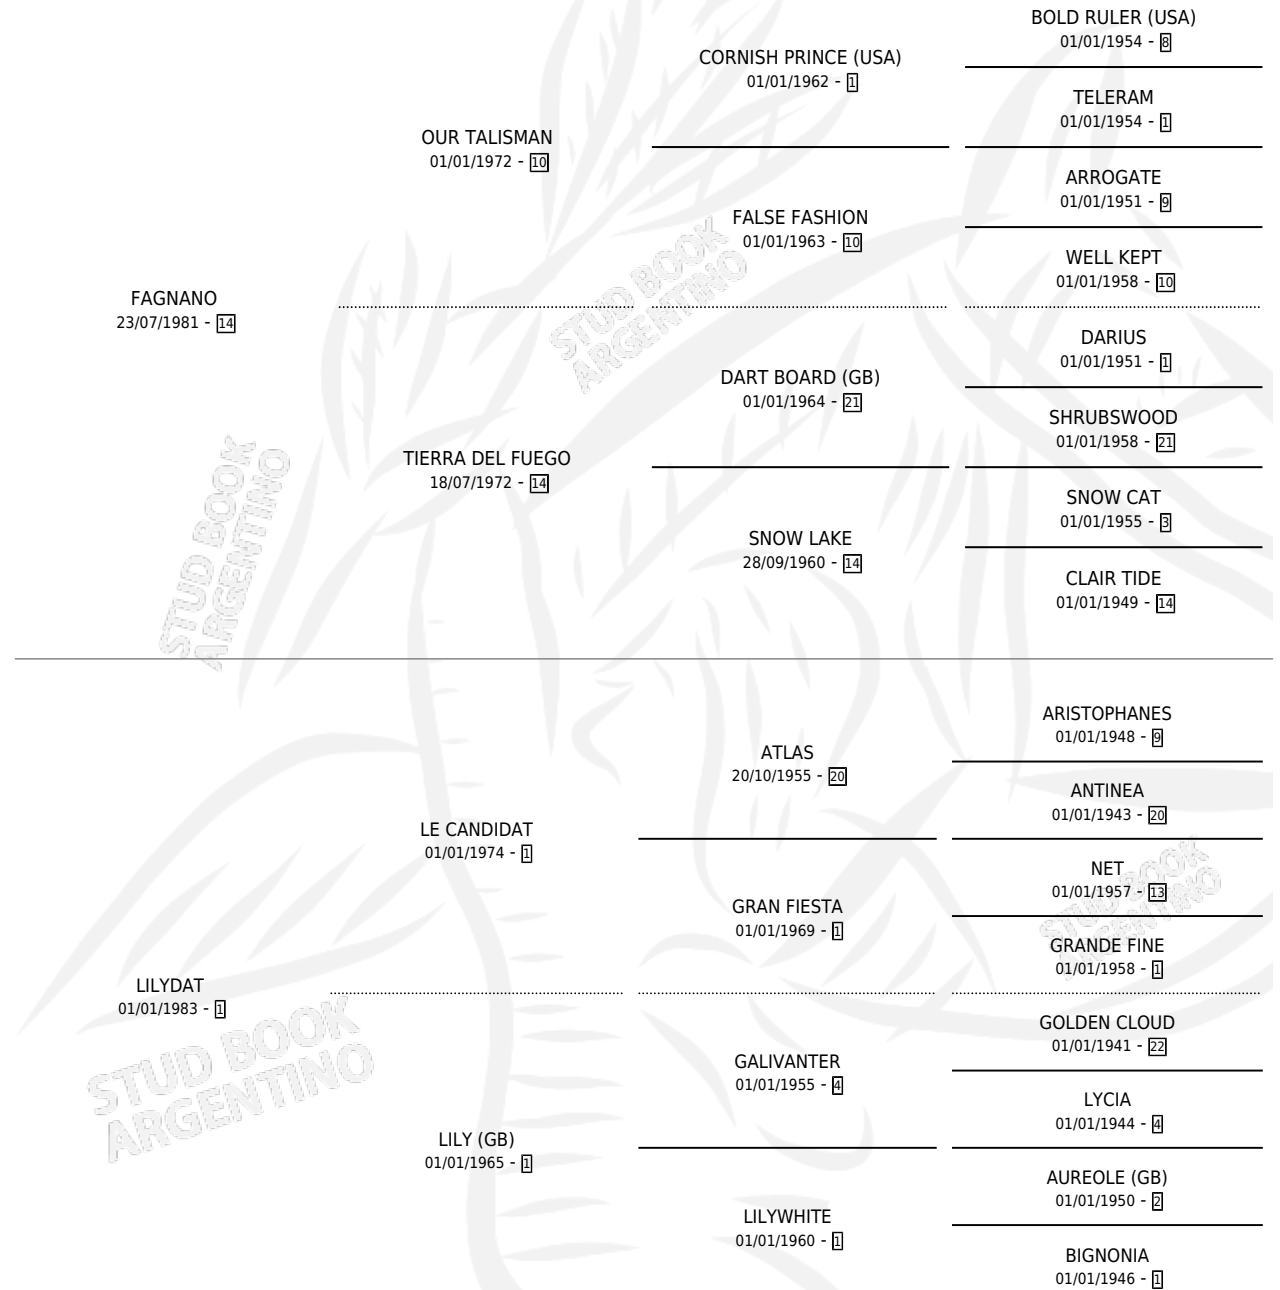 BOLD RULER (USA)
01/01/1954 - 8
CORNISH PRINCE (USA)
01/01/1962 - 1
TELERAM
01/01/1954 - 1
OUR TALISMAN
01/01/1972 - 10
ARROGATE
01/01/1951 - 9
FALSE FASHION
01/01/1963 - 10
WELL KEPT
01/01/1958 - 10
FAGNANO
23/07/1981 - 14
STUD BOOK
ARGENTINO
DARIUS
01/01/1951 - 1
DART BOARD (GB)
01/01/1964 - 21
SHRUBSWOOD
01/01/1958 - 21
TIERRA DEL FUEGO
18/07/1972 - 14
SNOW CAT
01/01/1955 - 3
SNOW LAKE
28/09/1960 - 14
CLAIR TIDE
01/01/1949 - 14
STUD BOOK
ARGENTINO
ARISTOPHANES
01/01/1948 - 9
ATLAS
20/10/1955 - 20
ANTINEA
01/01/1943 - 20
LE CANDIDAT
01/01/1974 - 1
NET
01/01/1957 - 13
GRAN FIESTA
01/01/1969 - 1
STUD BOOK
ARGENTINO
GRANDE FINE
01/01/1958 - 1
LILYDAT
01/01/1983 - 1
STUD BOOK
ARGENTINO
GOLDEN CLOUD
01/01/1941 - 22
GALIVANTER
01/01/1955 - 4
LYCIA
01/01/1944 - 4
LILY (GB)
01/01/1965 - 1
AUREOLE (GB)
01/01/1950 - 2
LILYWHITE
01/01/1960 - 1
BIGNONIA
01/01/1946 - 1